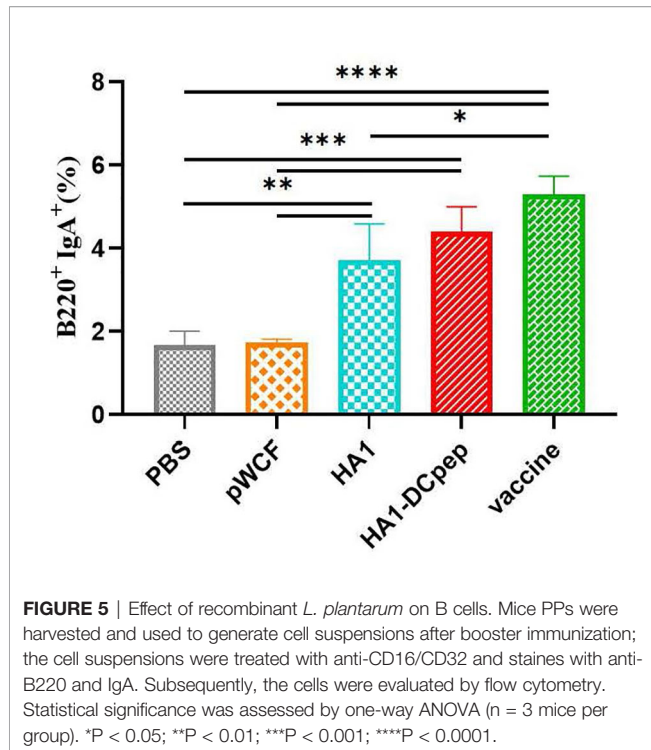 ****
8
*
***
6
**
4
2
0
B220+ IgA+(%)
PBS
pWCF
HA1
HA1-DCpep
vaccine
FIGURE 5 | Effect of recombinant L. plantarum on B cells. Mice PPs were
harvested and used to generate cell suspensions after booster immunization;
the cell suspensions were treated with anti-CD16/CD32 and staines with anti-
B220 and IgA. Subsequently, the cells were evaluated by flow cytometry.
Statistical significance was assessed by one-way ANOVA (n = 3 mice per
group). *P < 0.05; **P < 0.01; ***P < 0.001; ****P < 0.0001.